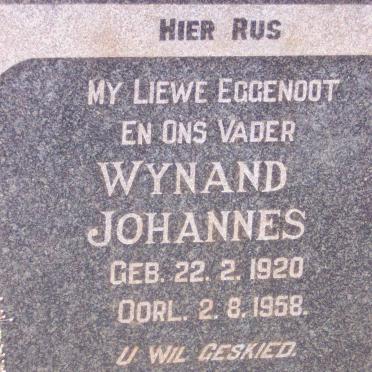 HIER RUS
MY LIEWE EGGENOOT
EN ONS VADER
WYNAND
JOHANNES
GEB. 22. 2. 1920
OORL. 2. 8. 1958.
U WIL GESKIED.